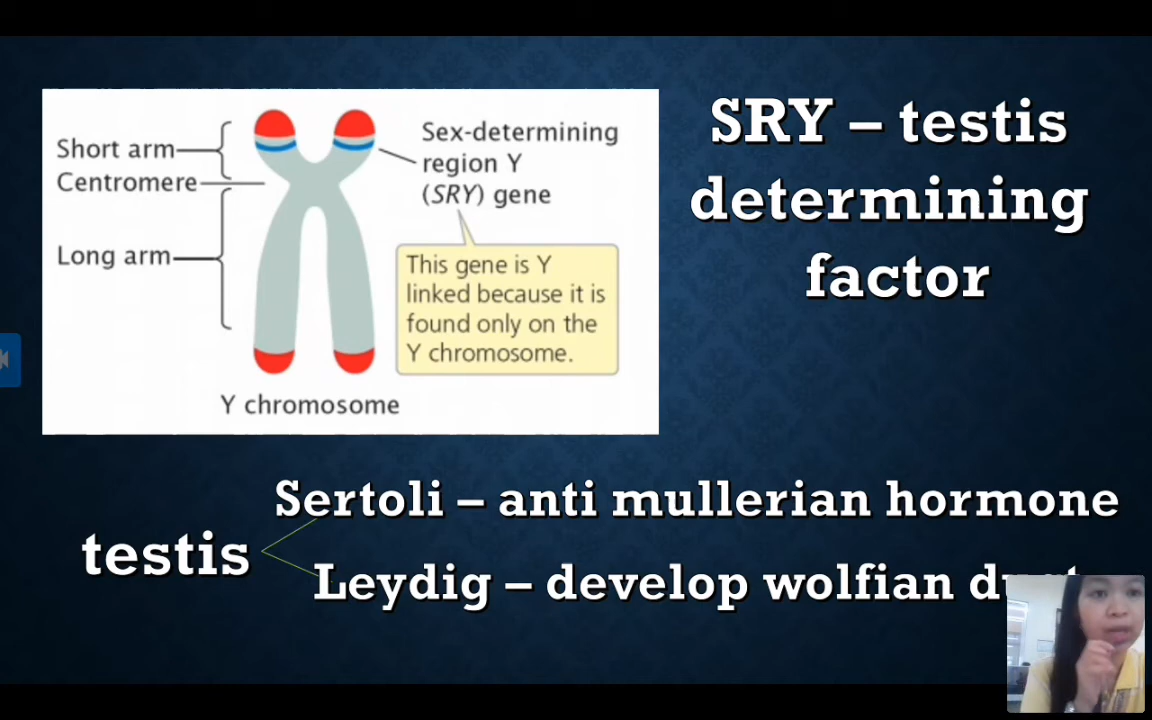 Short arm
Centromere
Long arm
Sex-determining
region Y
(SRY) gene
This gene is Y
linked because it is
found only on the
Y chromosome.
Y chromosome
SRY – testis
determining
factor
testis
Sertoli – anti mullerian hormone
Leydig – develop wolfian